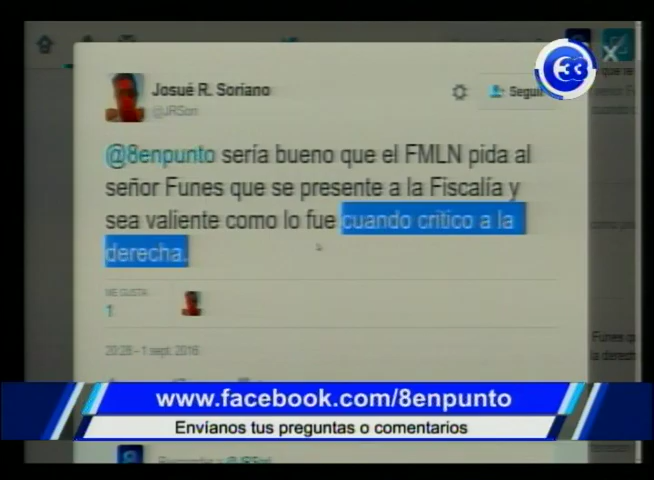 33
X
Josué R. Soriano
@JRSori
Seguir
@8enpunto sería bueno que el FMLN pida al
señor Funes que se presente a la Fiscalía y
sea valiente como lo fue cuando critico a la
derecha.
ME GUSTA
1
20:28 - 1 sept. 2016
www.facebook.com/8enpunto
Envíanos tus preguntas o comentarios